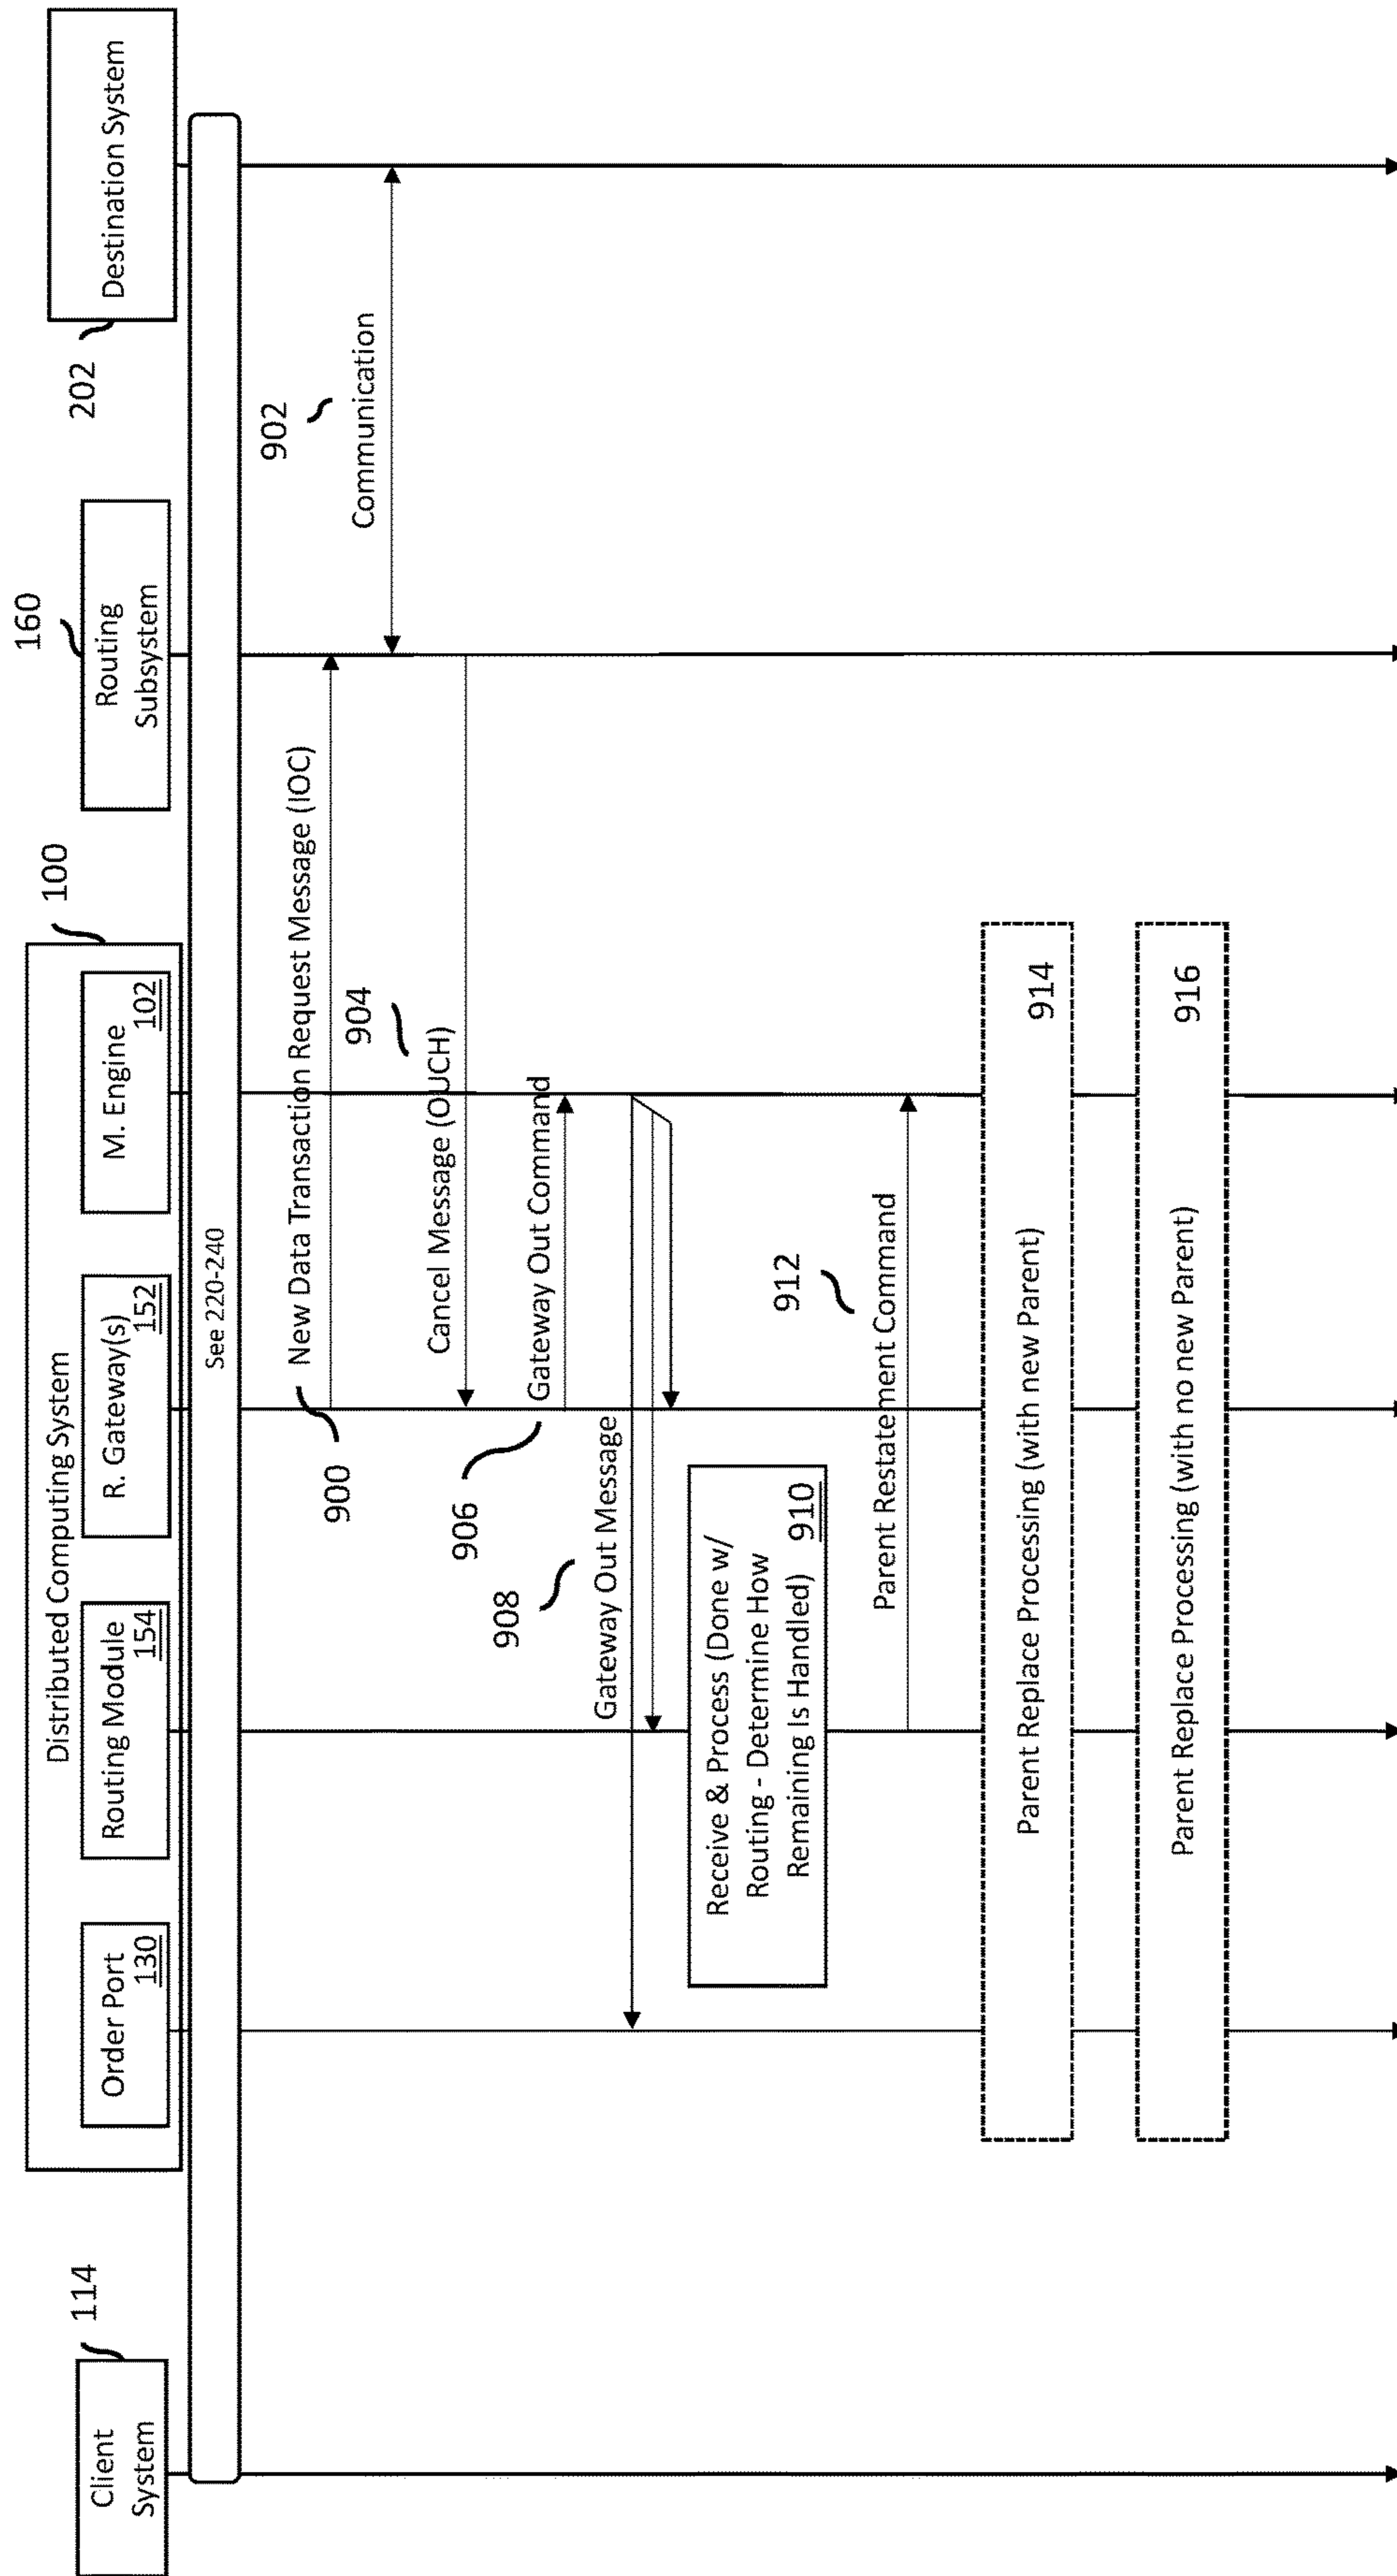 Client
System
114
Distributed Computing System
100
Order Port
130
Routing Module
154
R. Gateway(s)
152
M. Engine
102
Routing
Subsystem
160
Destination System
202
See 220-240
New Data Transaction Request Message (IOC)
900
Communication
902
Cancel Message (OUCH)
904
Gateway Out Command
906
Gateway Out Message
908
Receive & Process (Done w/
Routing - Determine How
Remaining Is Handled) 910
Parent Restatement Command
912
Parent Replace Processing (with new Parent)
914
Parent Replace Processing (with no new Parent)
916